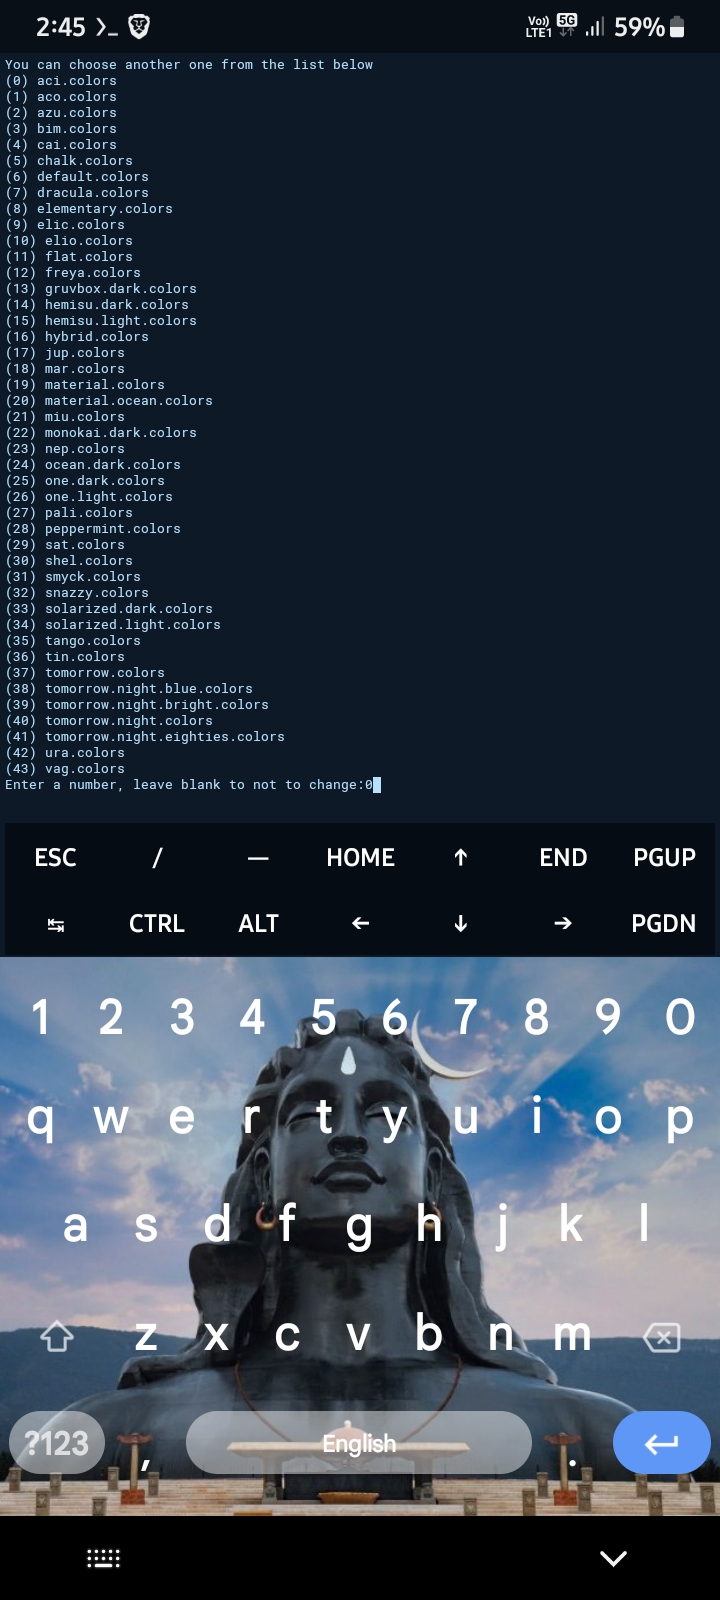 2:45
Vo)) LTE1 5G 59%
You can choose another one from the list below
(0) aci.colors
(1) aco.colors
(2) azu.colors
(3) bim.colors
(4) cai.colors
(5) chalk.colors
(6) default.colors
(7) dracula.colors
(8) elementary.colors
(9) elic.colors
(10) elio.colors
(11) flat.colors
(12) freya.colors
(13) gruvbox.dark.colors
(14) hemisu.dark.colors
(15) hemisu.light.colors
(16) hybrid.colors
(17) jup.colors
(18) mar.colors
(19) material.colors
(20) material.ocean.colors
(21) miu.colors
(22) monokai.dark.colors
(23) nep.colors
(24) ocean.dark.colors
(25) one.dark.colors
(26) one.light.colors
(27) pali.colors
(28) peppermint.colors
(29) sat.colors
(30) shel.colors
(31) smyck.colors
(32) snazzy.colors
(33) solarized.dark.colors
(34) solarized.light.colors
(35) tango.colors
(36) tin.colors
(37) tomorrow.colors
(38) tomorrow.night.blue.colors
(39) tomorrow.night.bright.colors
(40) tomorrow.night.colors
(41) tomorrow.night.eighties.colors
(42) ura.colors
(43) vag.colors
Enter a number, leave blank to not to change:0
ESC / — HOME ↑ END PGUP
↹ CTRL ALT ← ↓ → PGDN
1 2 3 4 5 6 7 8 9 0
q w e r t y u i o p
a s d f g h j k l
z x c v b n m
?123 , English .